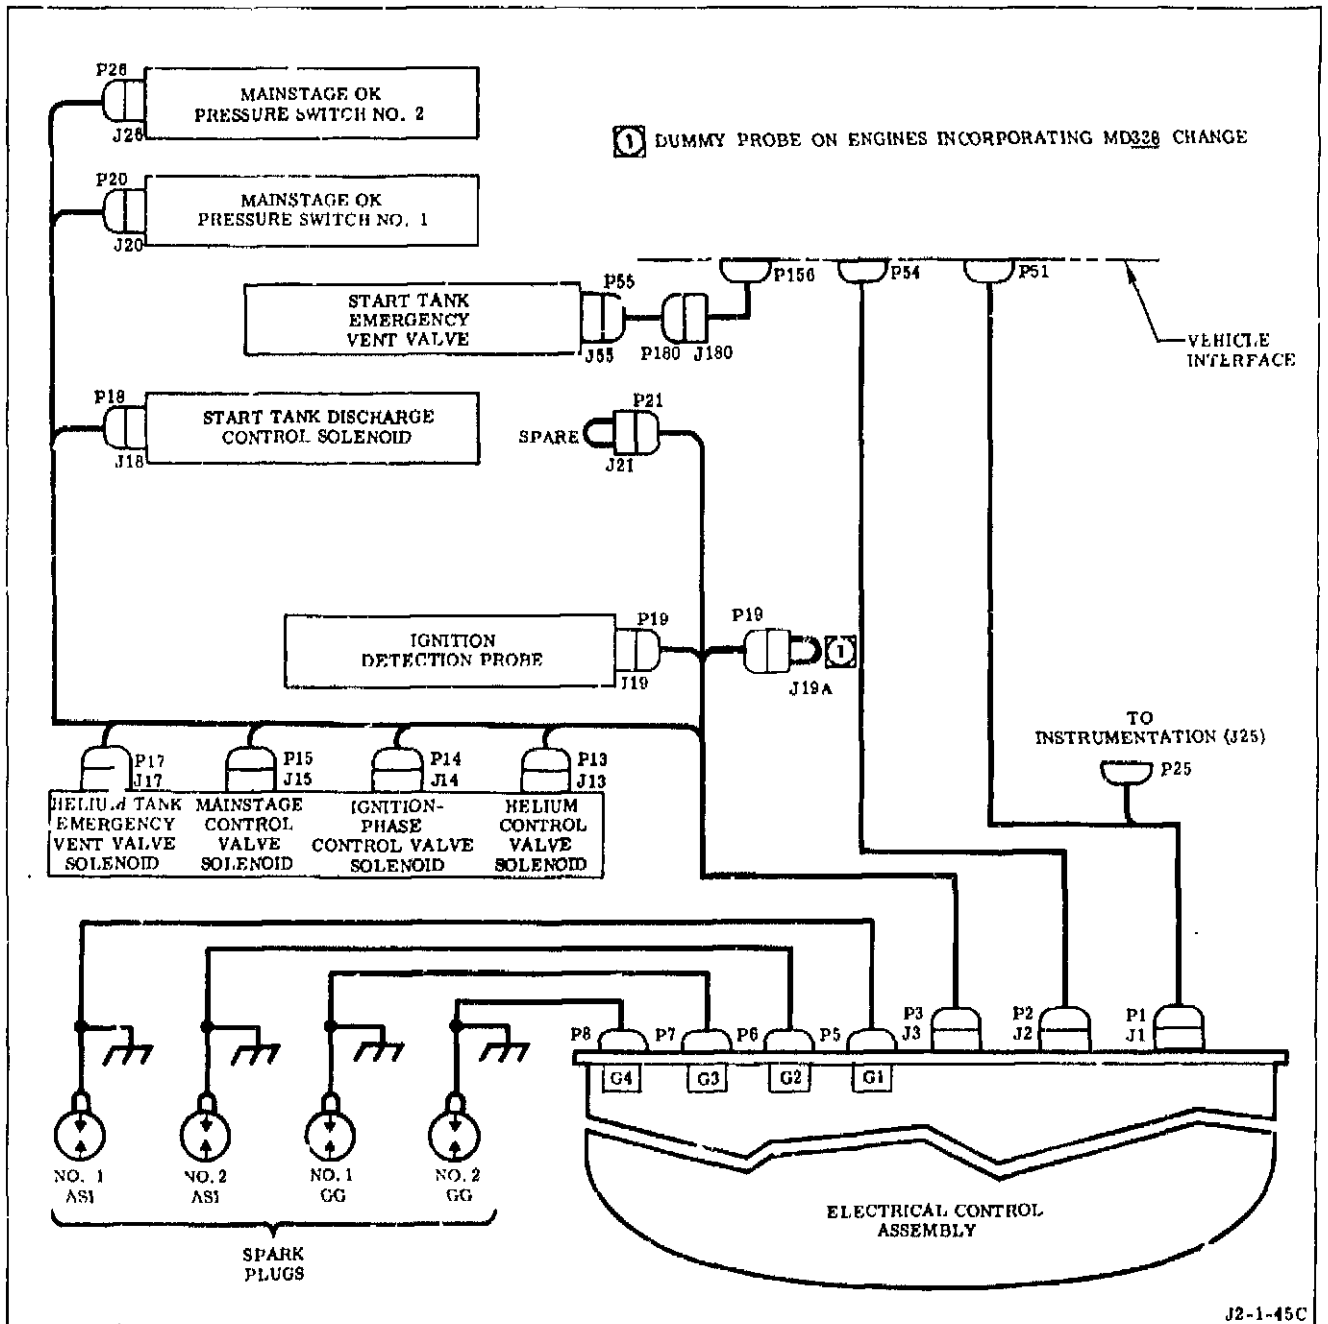 P26
MAINSTAGE OK
PRESSURE SWITCH NO. 2
J26
1 DUMMY PROBE ON ENGINES INCORPORATING MD328 CHANGE
P20
MAINSTAGE OK
PRESSURE SWITCH NO. 1
J20
P156
P54
P51
P55
START TANK
EMERGENCY
VENT VALVE
J55
P180
J180
VEHICLE
INTERFACE
P18
START TANK DISCHARGE
CONTROL SOLENOID
J18
P21
SPARE
J21
P19
IGNITION
DETECTION PROBE
J19
P19
1
J19A
TO
INSTRUMENTATION (J25)
P25
P17
J17
P15
J15
P14
J14
P13
J13
HELIUM TANK
EMERGENCY
VENT VALVE
SOLENOID
MAINSTAGE
CONTROL
VALVE
SOLENOID
IGNITION-
PHASE
CONTROL VALVE
SOLENOID
HELIUM
CONTROL
VALVE
SOLENOID
P8
P7
P6
P5
P3
J3
P2
J2
P1
J1
G4
G3
G2
G1
NO. 1
ASI
NO. 2
ASI
NO. 1
GG
NO. 2
GG
SPARK
PLUGS
ELECTRICAL CONTROL
ASSEMBLY
J2-1-45C